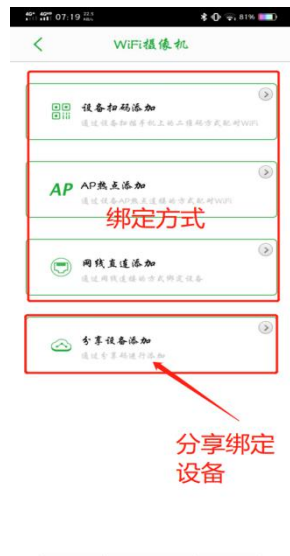 07:19
81%
WiFi摄像机
设备扫码添加
通过设备扫描手机上的二维码方式配对WiFi
AP AP热点添加
通过设备AP热点连接的方式配对WiFi
绑定方式
网线直连添加
通过网线连接的方式绑定设备
分享设备添加
通过分享码进行添加
分享绑定
设备